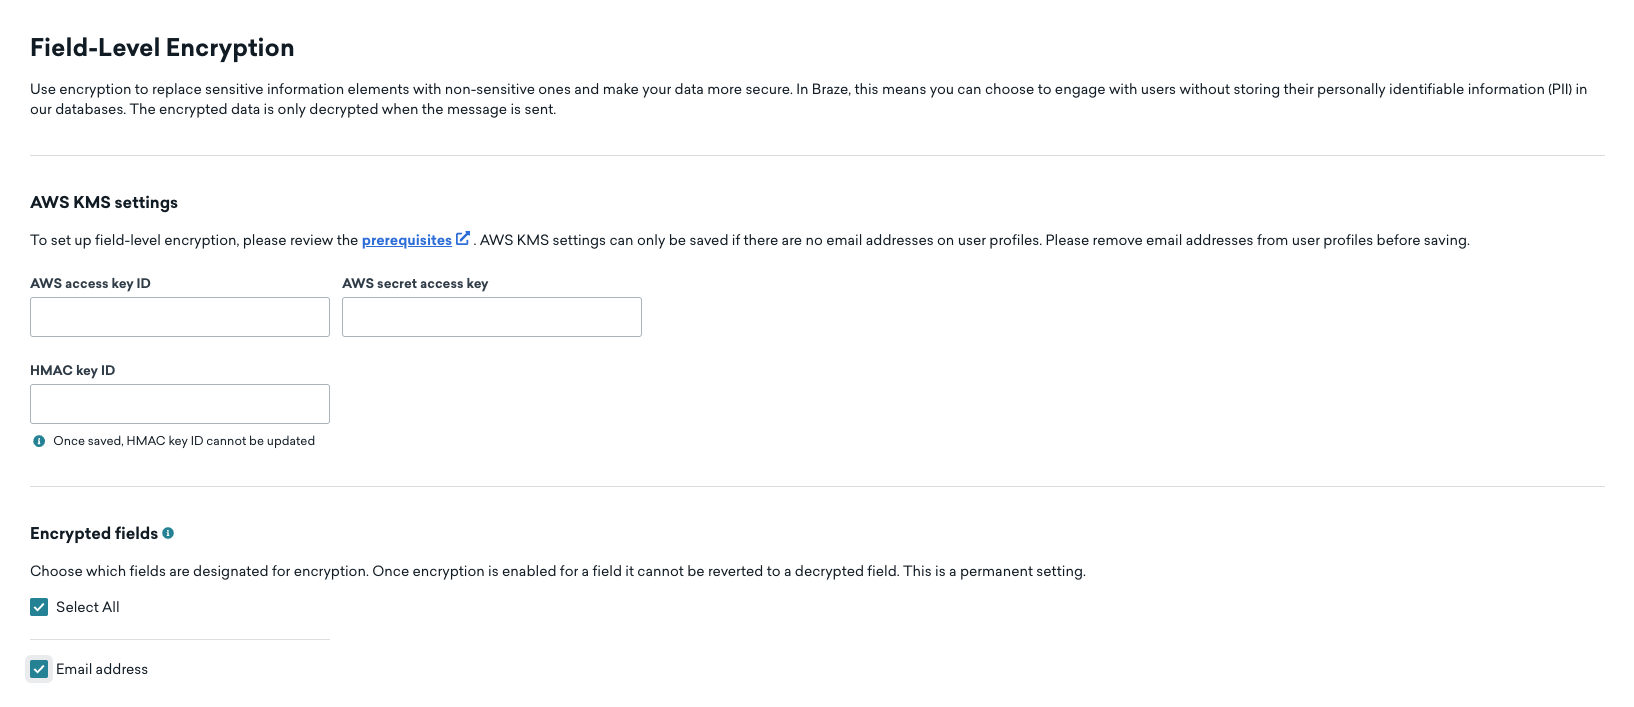 Field-Level Encryption
Use encryption to replace sensitive information elements with non-sensitive ones and make your data more secure. In Braze, this means you can choose to engage with users without storing their personally identifiable information (PII) in
our databases. The encrypted data is only decrypted when the message is sent.
AWS KMS settings
To set up field-level encryption, please review the prerequisites . AWS KMS settings can only be saved if there are no email addresses on user profiles. Please remove email addresses from user profiles before saving.
AWS access key ID AWS secret access key
HMAC key ID
Once saved, HMAC key ID cannot be updated
Encrypted fields
Choose which fields are designated for encryption. Once encryption is enabled for a field it cannot be reverted to a decrypted field. This is a permanent setting.
Select All
Email address